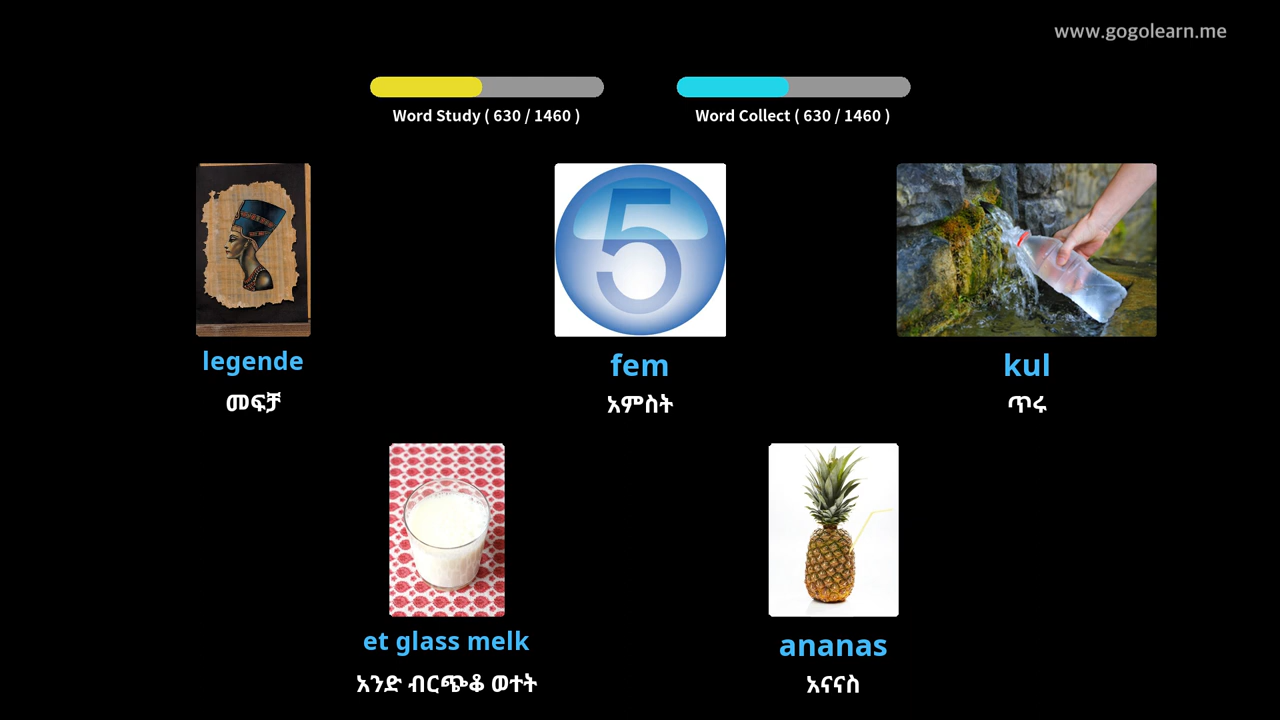 www.gogolearn.me
Word Study ( 630 / 1460 )
Word Collect ( 630 / 1460 )
5
legende
fem
kul
መፍቻ
አምስት
ጥሩ
et glass melk
ananas
አንድ ብርጭቆ ወተት
አናናስ